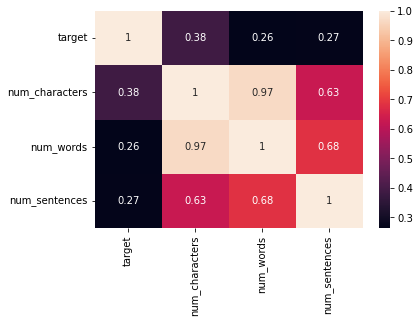 target 1 0.38 0.26 0.27
num_characters 0.38 1 0.97 0.63
num_words 0.26 0.97 1 0.68
num_sentences 0.27 0.63 0.68 1
target
num_characters
num_words
num_sentences
1.0
0.9
0.8
0.7
0.6
0.5
0.4
0.3